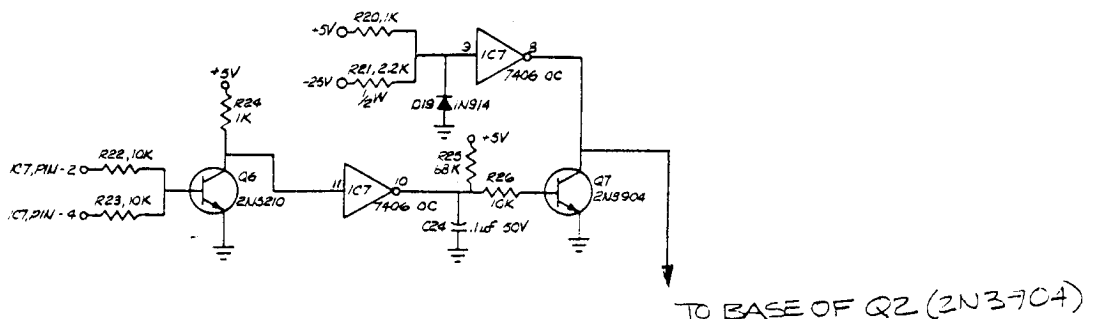 R20, 1K
+5V
9
IC7
8
7406 OC
-25V
R21, 2.2K
1/2W
D19
1N914
+5V
R24
1K
+5V
R25
68K
IC7, PIN-2
R22, 10K
Q6
2N5210
11
IC7
10
7406 OC
R26
10K
Q7
2N3904
IC7, PIN-4
R23, 10K
C24
.1uF 50V
TO BASE OF Q2 (2N3704)